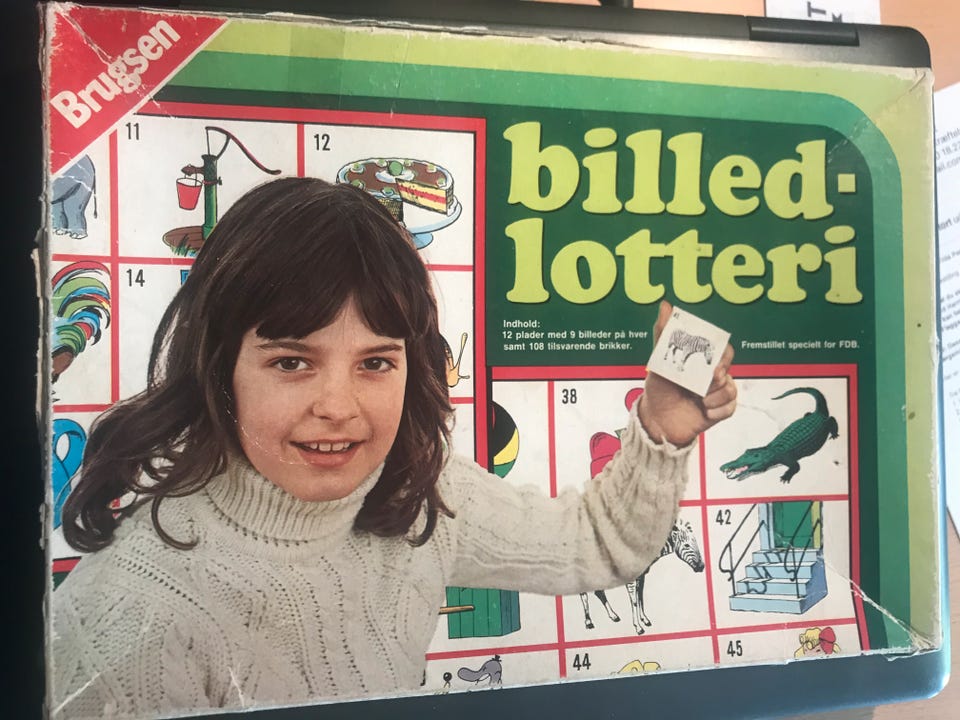 Brugsen
billed-
lotteri
Indhold:
12 plader med 9 billeder på hver
samt 108 tilsvarende brikker.
Fremstillet specielt for FDB.
11
12
14
38
42
44
45